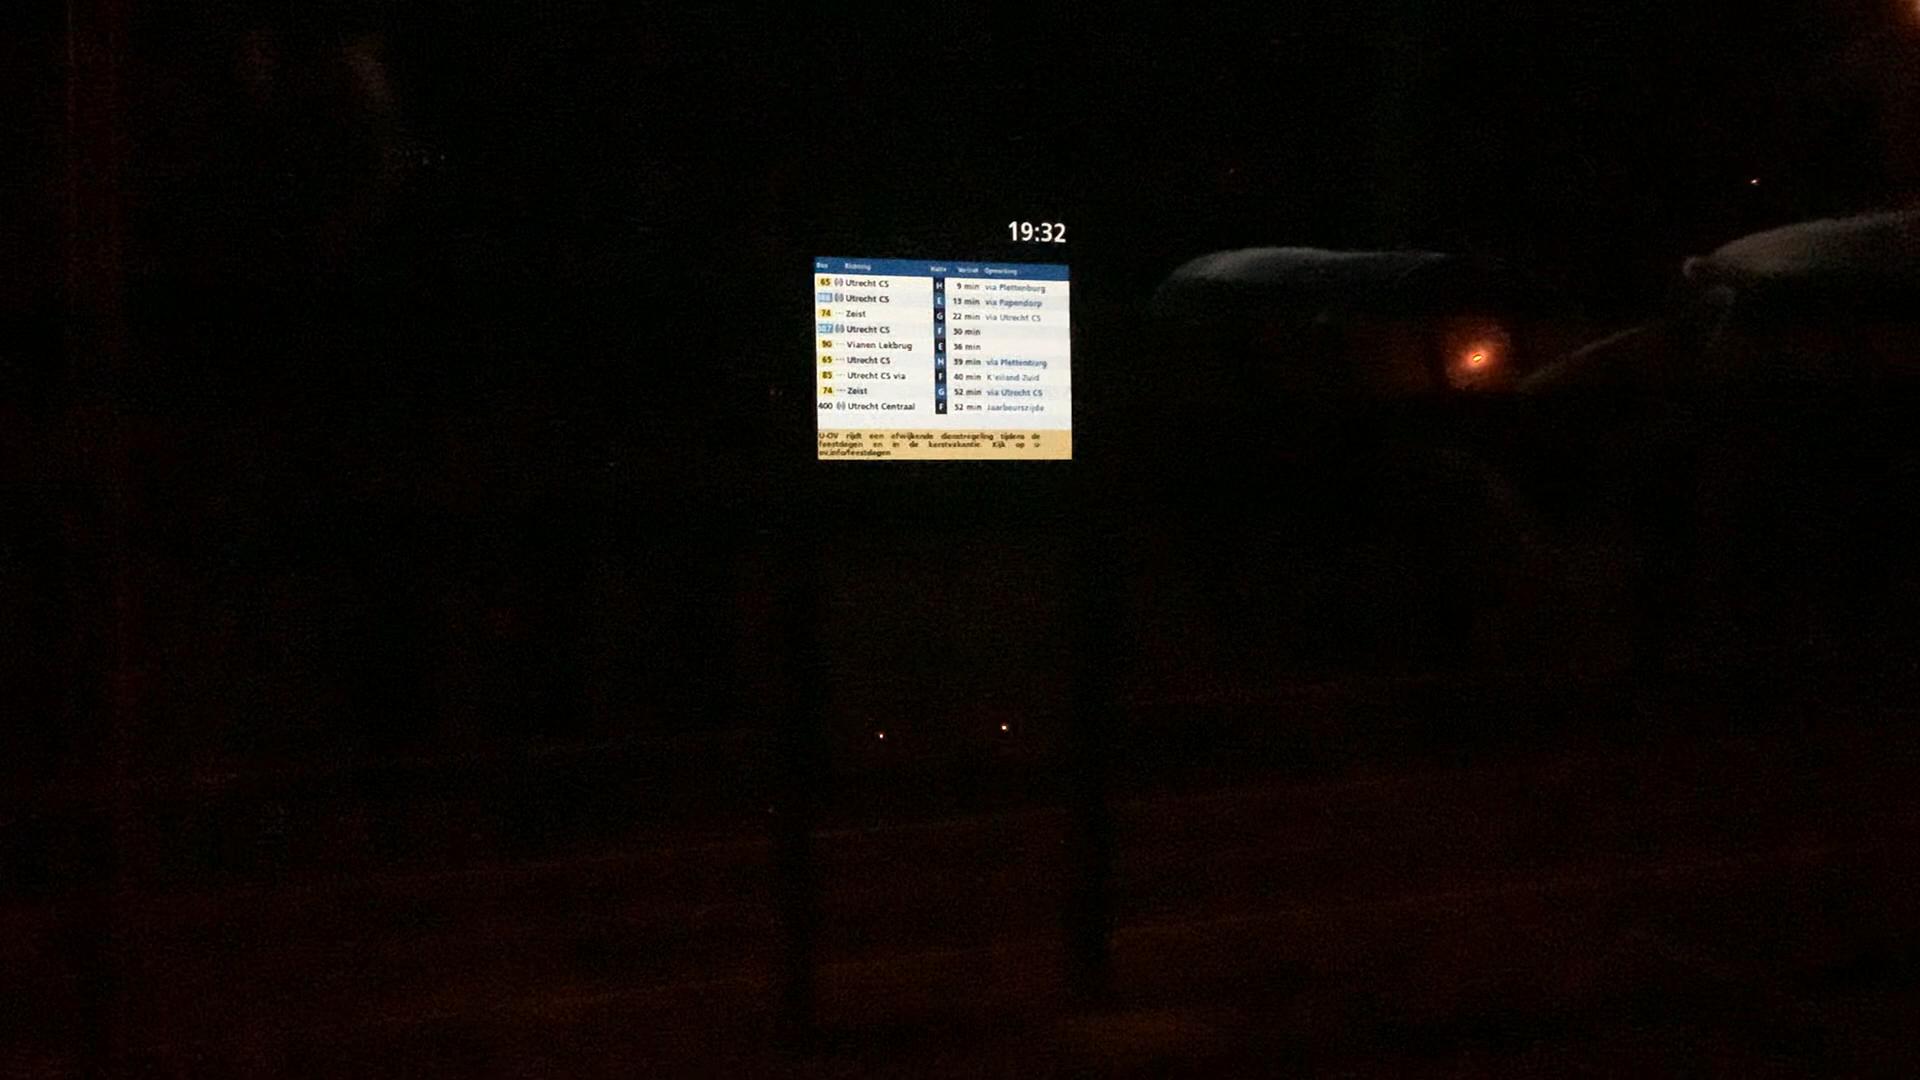 19:32
Bus Richting Halte Vertrek Opmerking
65 Utrecht CS H 9 min via Plettenburg
Utrecht CS E 13 min via Papendorp
74 Zeist G 22 min via Utrecht CS
Utrecht CS F 30 min
90 Vianen Lekbrug E 36 min
65 Utrecht CS H 39 min via Plettenburg
85 Utrecht CS via F 40 min K'eiland Zuid
74 Zeist G 52 min via Utrecht CS
400 Utrecht Centraal F 52 min Jaarbeurszijde
U-OV rijdt een afwijkende dienstregeling tijdens de
feestdagen en in de kerstvakantie. Kijk op u-
ov.info/feestdagen